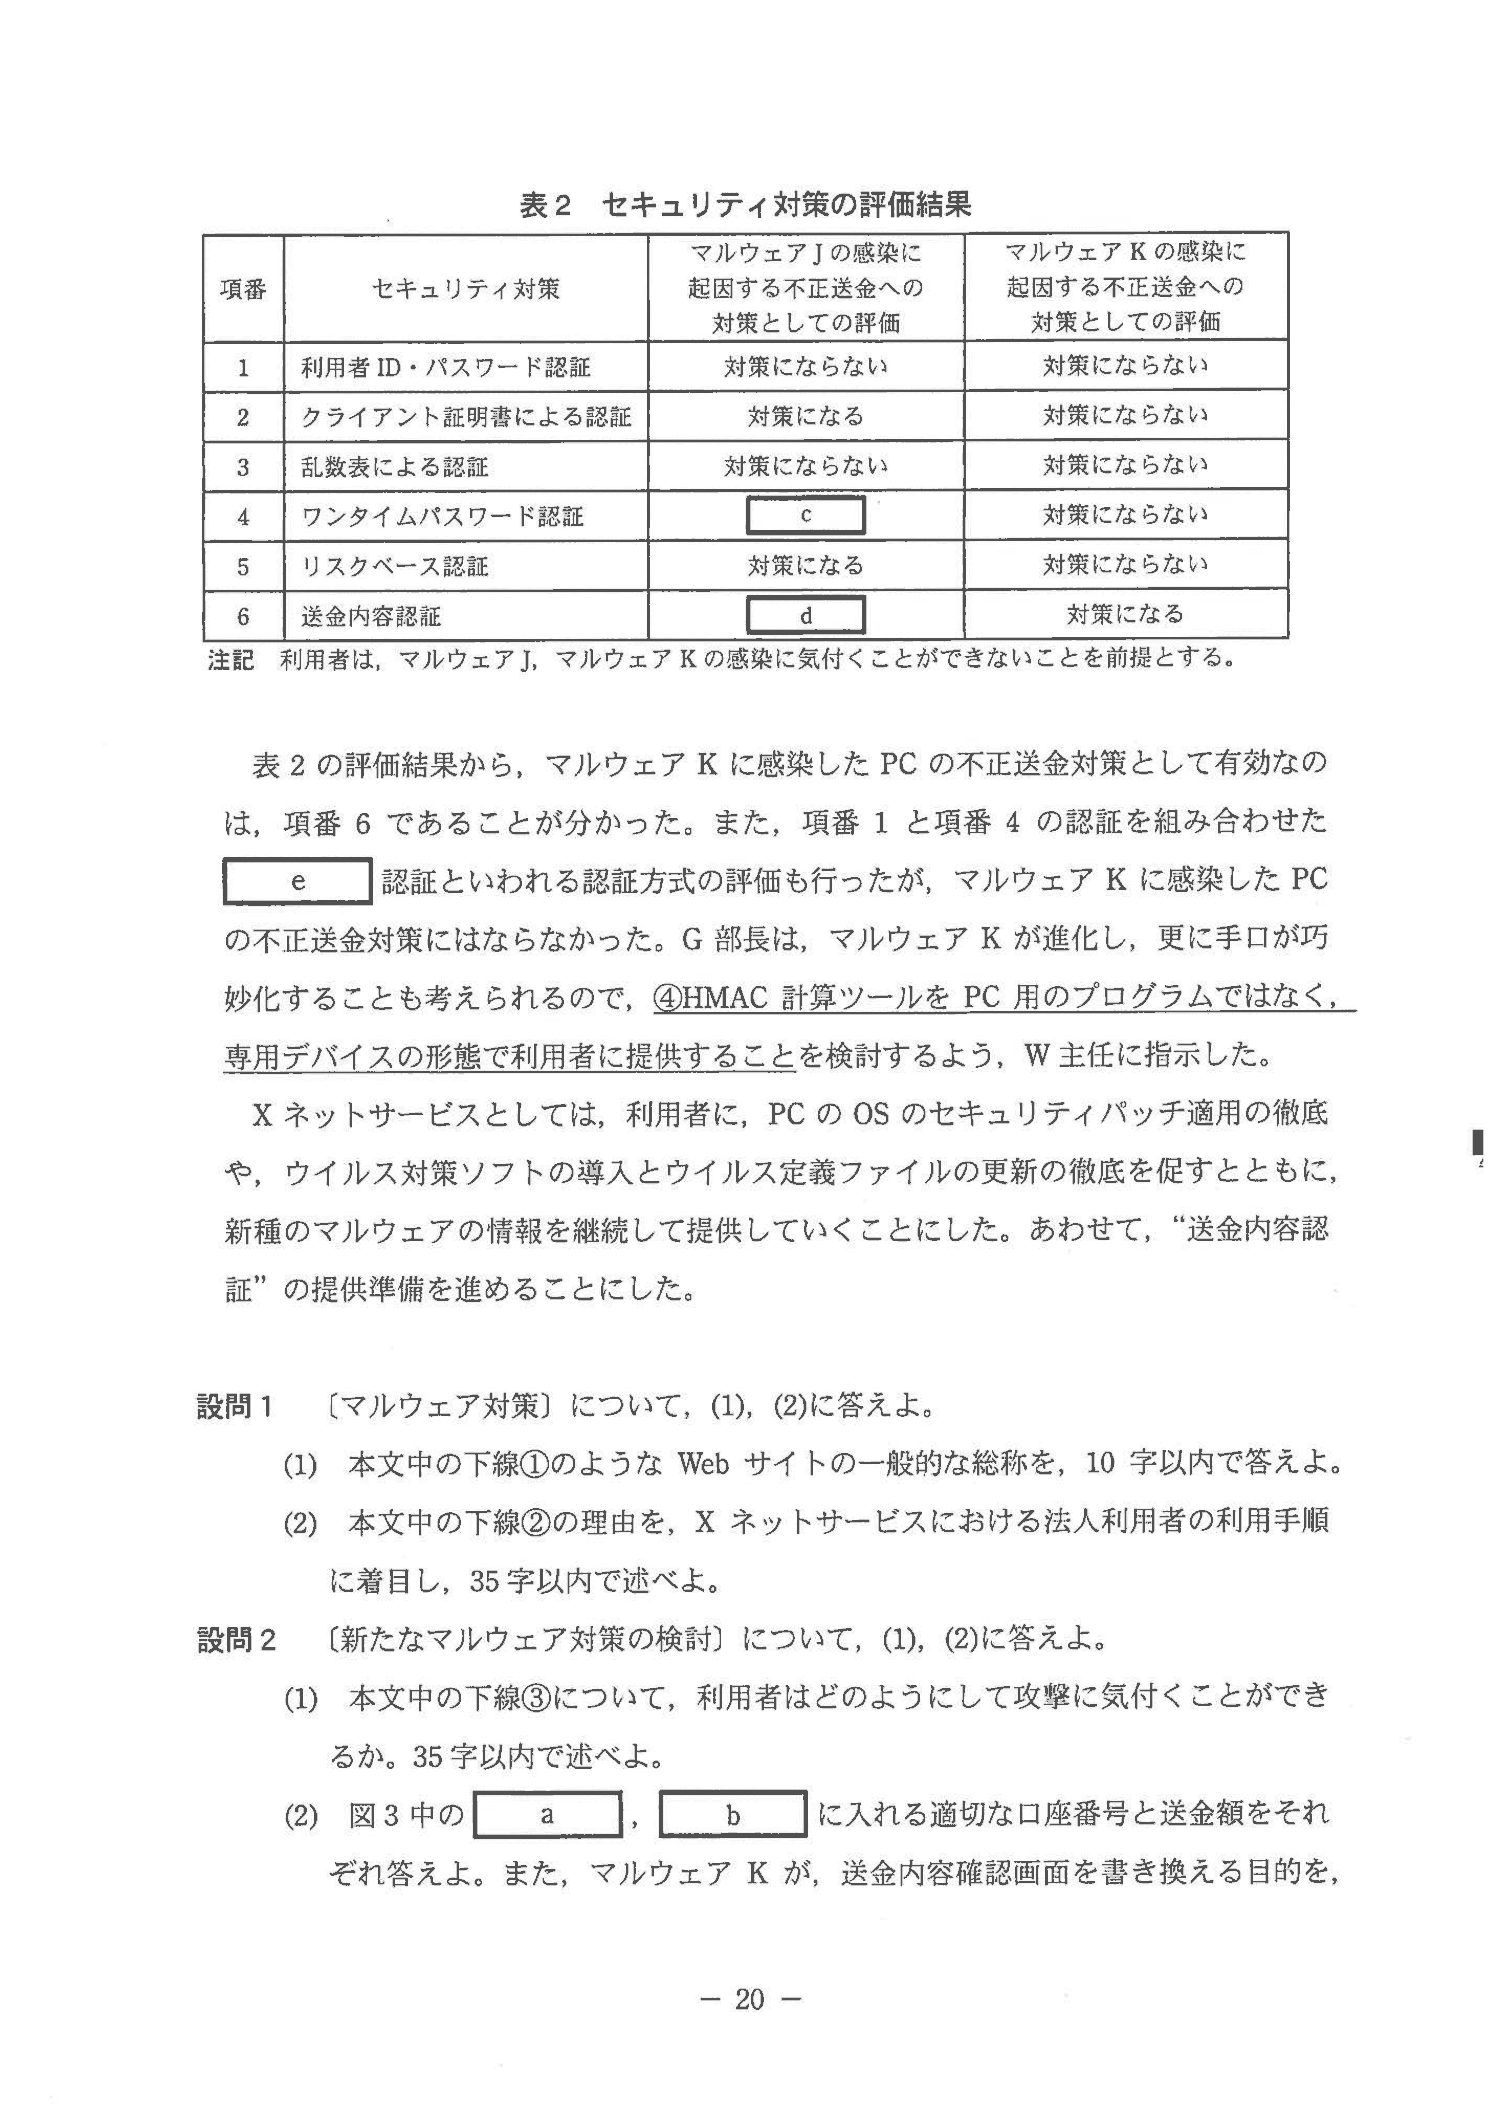 表2 セキュリティ対策の評価結果
項番 セキュリティ対策 マルウェアJの感染に起因する不正送金への対策としての評価 マルウェアKの感染に起因する不正送金への対策としての評価
1 利用者ID・パスワード認証 対策にならない 対策にならない
2 クライアント証明書による認証 対策になる 対策にならない
3 乱数表による認証 対策にならない 対策にならない
4 ワンタイムパスワード認証 c 対策にならない
5 リスクベース認証 対策になる 対策にならない
6 送金内容認証 d 対策になる
注記 利用者は，マルウェアJ，マルウェアKの感染に気付くことができないことを前提とする。
表2の評価結果から，マルウェアKに感染したPCの不正送金対策として有効なの
は，項番6であることが分かった。また，項番1と項番4の認証を組み合わせた
e 認証といわれる認証方式の評価も行ったが，マルウェアKに感染したPC
の不正送金対策にはならなかった。G部長は，マルウェアKが進化し，更に手口が巧
妙化することも考えられるので，④HMAC計算ツールをPC用のプログラムではなく，
専用デバイスの形態で利用者に提供することを検討するよう，W主任に指示した。
Xネットサービスとしては，利用者に，PCのOSのセキュリティパッチ適用の徹底
や，ウイルス対策ソフトの導入とウイルス定義ファイルの更新の徹底を促すとともに，
新種のマルウェアの情報を継続して提供していくことにした。あわせて，“送金内容認
証”の提供準備を進めることにした。
設問1 〔マルウェア対策〕について，(1)，(2)に答えよ。
(1) 本文中の下線①のようなWebサイトの一般的な総称を，10字以内で答えよ。
(2) 本文中の下線②の理由を，Xネットサービスにおける法人利用者の利用手順
に着目し，35字以内で述べよ。
設問2 〔新たなマルウェア対策の検討〕について，(1)，(2)に答えよ。
(1) 本文中の下線③について，利用者はどのようにして攻撃に気付くことができ
るか。35字以内で述べよ。
(2) 図3中の a ， b に入れる適切な口座番号と送金額をそれ
ぞれ答えよ。また，マルウェアKが，送金内容確認画面を書き換える目的を，
－ 20 －